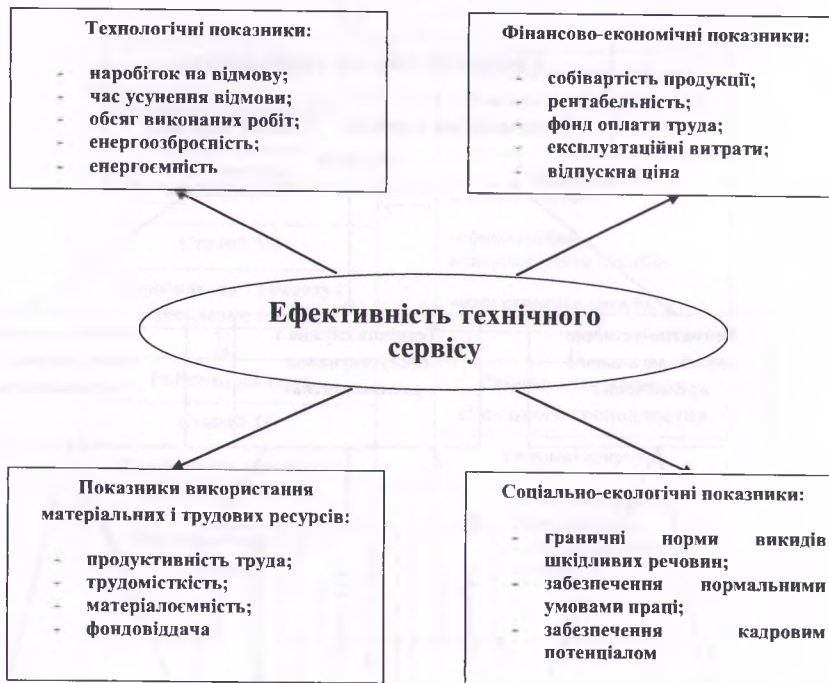 Технологічні показники:
- наробіток на відмову;
- час усунення відмови;
- обсяг виконаних робіт;
- енергоозброєність;
- енергоємність
Фінансово-економічні показники:
- собівартість продукції;
- рентабельність;
- фонд оплати труда;
- експлуатаційні витрати;
- відпускна ціна
Ефективність технічного
сервісу
Показники використання
матеріальних і трудових ресурсів:
- продуктивність труда;
- трудомісткість;
- матеріалоємність;
- фондовіддача
Соціально-екологічні показники:
- граничні норми викидів
шкідливих речовин;
- забезпечення нормальними
умовами праці;
- забезпечення кадровим
потенціалом